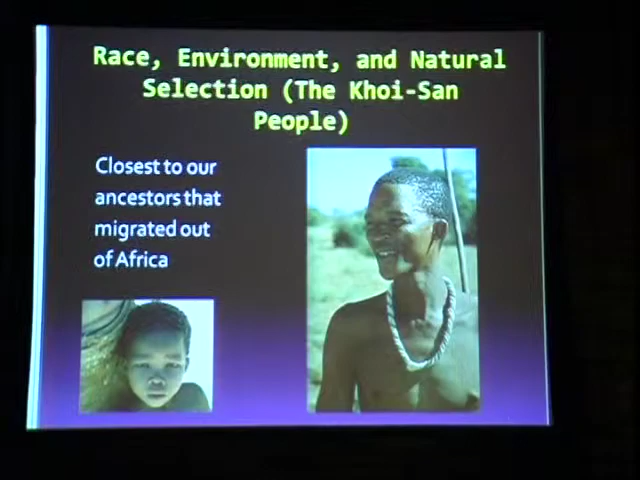 Race, Environment, and Natural
Selection (The Khoi-San
People)
Closest to our
ancestors that
migrated out
of Africa